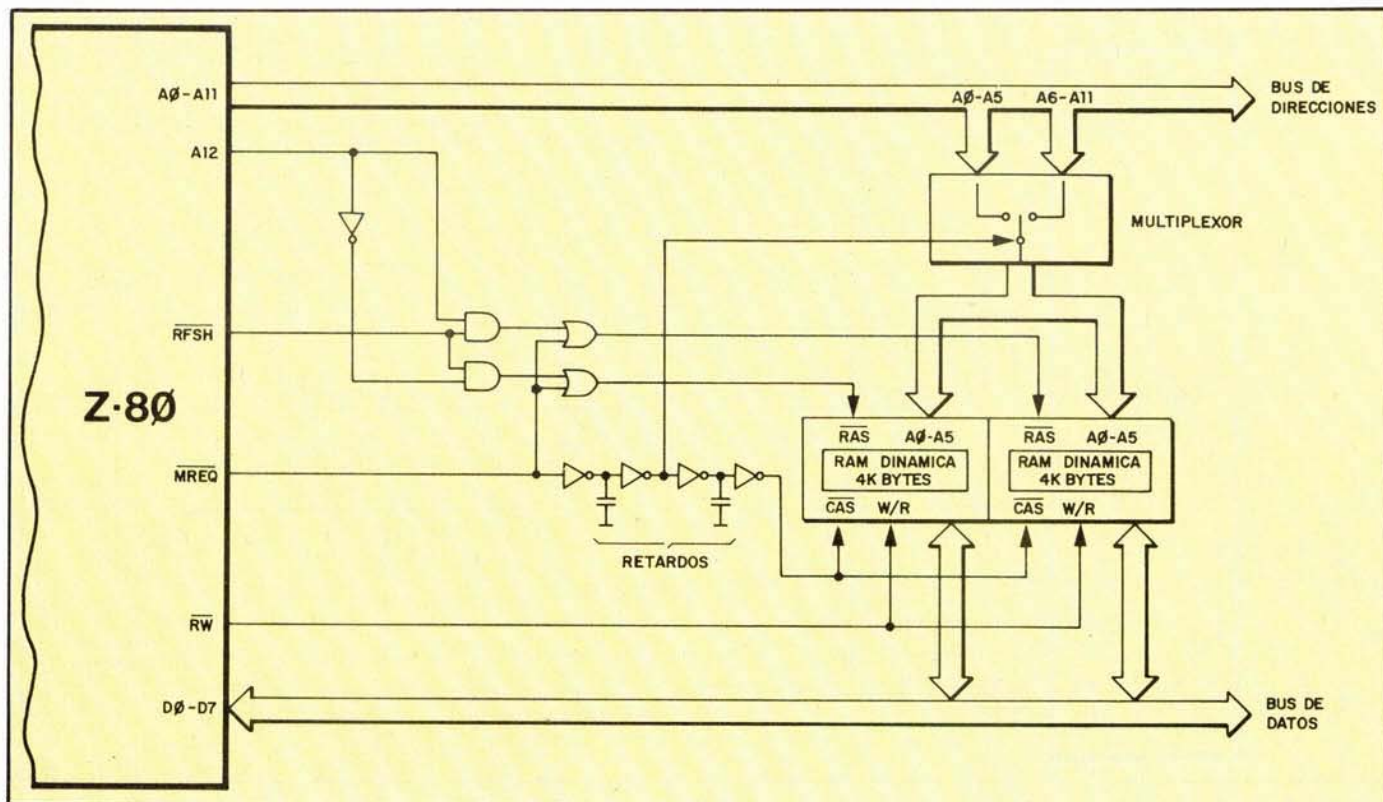 Z·8Ø
AØ-A11
A12
RFSH
MREQ
RW
DØ-D7
AØ-A5
A6-A11
BUS DE
DIRECCIONES
MULTIPLEXOR
RAS AØ-A5
RAM DINAMICA
4K BYTES
CAS W/R
RAS AØ-A5
RAM DINAMICA
4K BYTES
CAS W/R
RETARDOS
BUS DE
DATOS